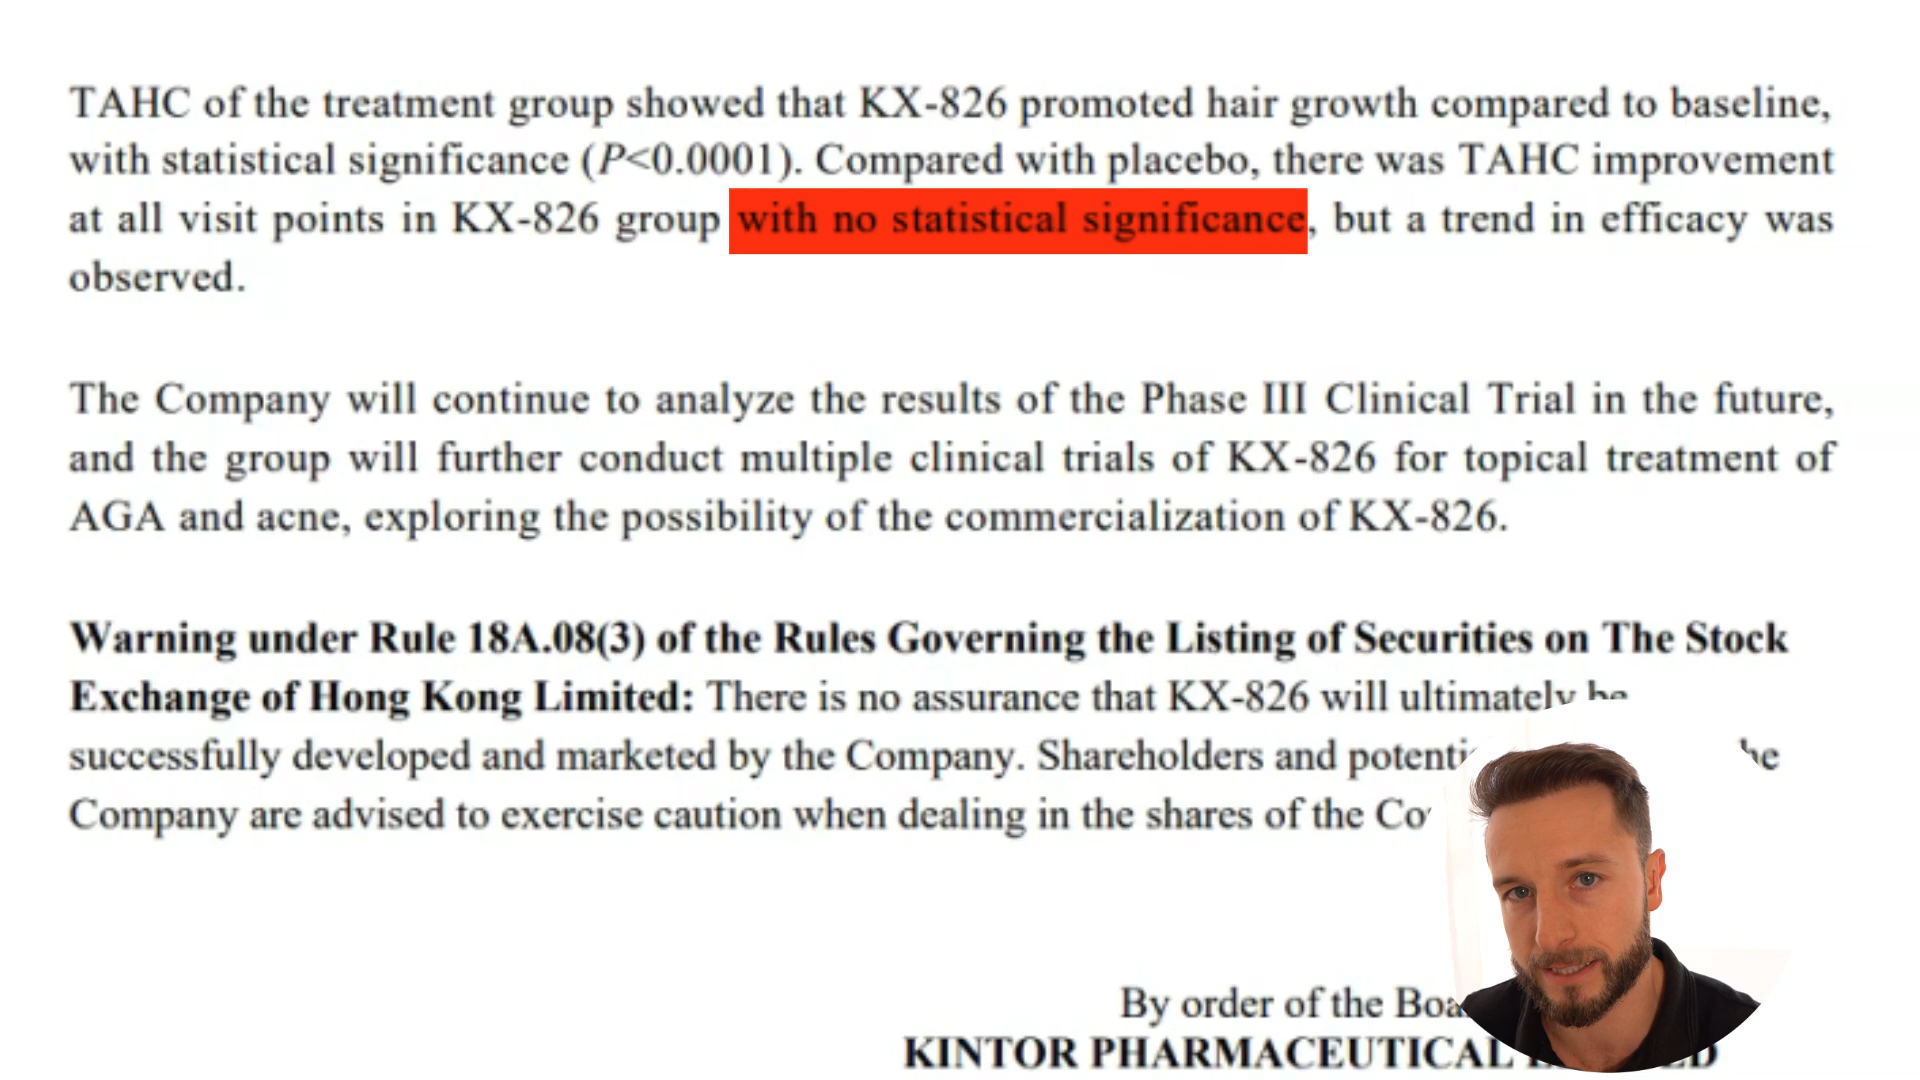 TAHC of the treatment group showed that KX-826 promoted hair growth compared to baseline,
with statistical significance (P<0.0001). Compared with placebo, there was TAHC improvement
at all visit points in KX-826 group with no statistical significance, but a trend in efficacy was
observed.
The Company will continue to analyze the results of the Phase III Clinical Trial in the future,
and the group will further conduct multiple clinical trials of KX-826 for topical treatment of
AGA and acne, exploring the possibility of the commercialization of KX-826.
Warning under Rule 18A.08(3) of the Rules Governing the Listing of Securities on The Stock
Exchange of Hong Kong Limited: There is no assurance that KX-826 will ultimately be
successfully developed and marketed by the Company. Shareholders and
Company are advised to exercise caution when dealing in the shares of the
By order of the
KINTOR PHARMACEUTICAL